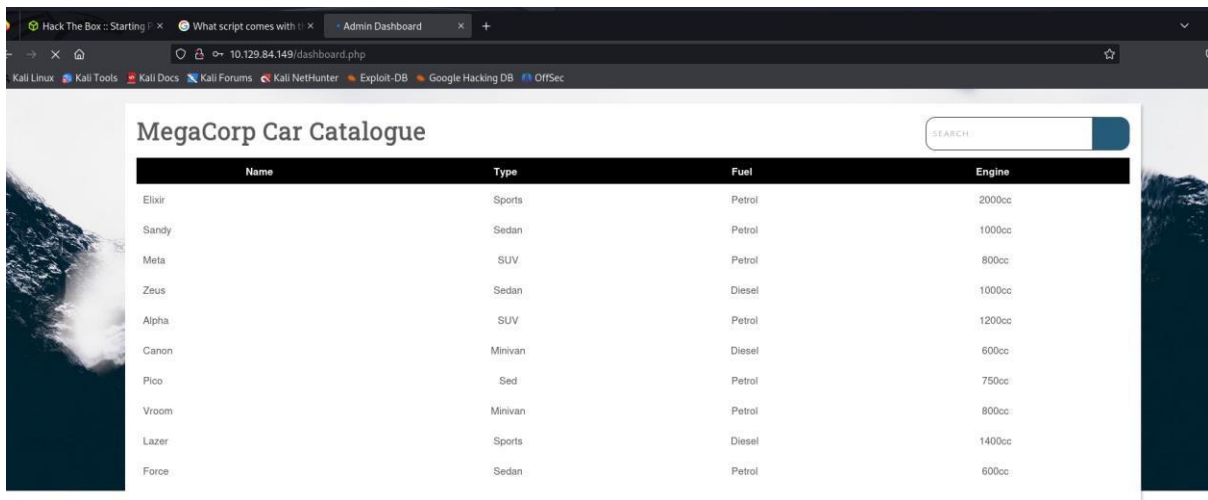 Hack The Box :: Starting P
What script comes with t
Admin Dashboard
10.129.84.149/dashboard.php
Kali Linux Kali Tools Kali Docs Kali Forums Kali NetHunter Exploit-DB Google Hacking DB OffSec
MegaCorp Car Catalogue
SEARCH
Name Type Fuel Engine
Elixir Sports Petrol 2000cc
Sandy Sedan Petrol 1000cc
Meta SUV Petrol 800cc
Zeus Sedan Diesel 1000cc
Alpha SUV Petrol 1200cc
Canon Minivan Diesel 600cc
Pico Sed Petrol 750cc
Vroom Minivan Petrol 800cc
Lazer Sports Diesel 1400cc
Force Sedan Petrol 600cc